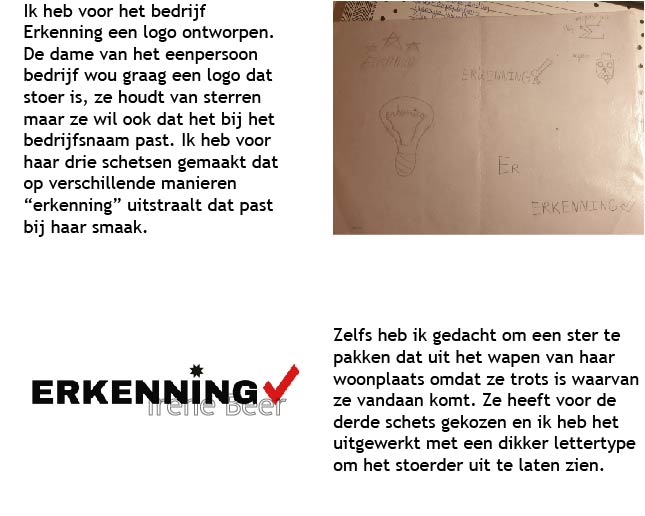 Ik heb voor het bedrijf
Erkenning een logo ontworpen.
De dame van het eenpersoon
bedrijf wou graag een logo dat
stoer is, ze houdt van sterren
maar ze wil ook dat het bij het
bedrijfsnaam past. Ik heb voor
haar drie schetsen gemaakt dat
op verschillende manieren
“erkenning” uitstraalt dat past
bij haar smaak.
ERKENNING
erkenning
ER
ERKENNING
ERKENNING
Irene Beer
Zelfs heb ik gedacht om een ster te
pakken dat uit het wapen van haar
woonplaats omdat ze trots is waarvan
ze vandaan komt. Ze heeft voor de
derde schets gekozen en ik heb het
uitgewerkt met een dikker lettertype
om het stoerder uit te laten zien.